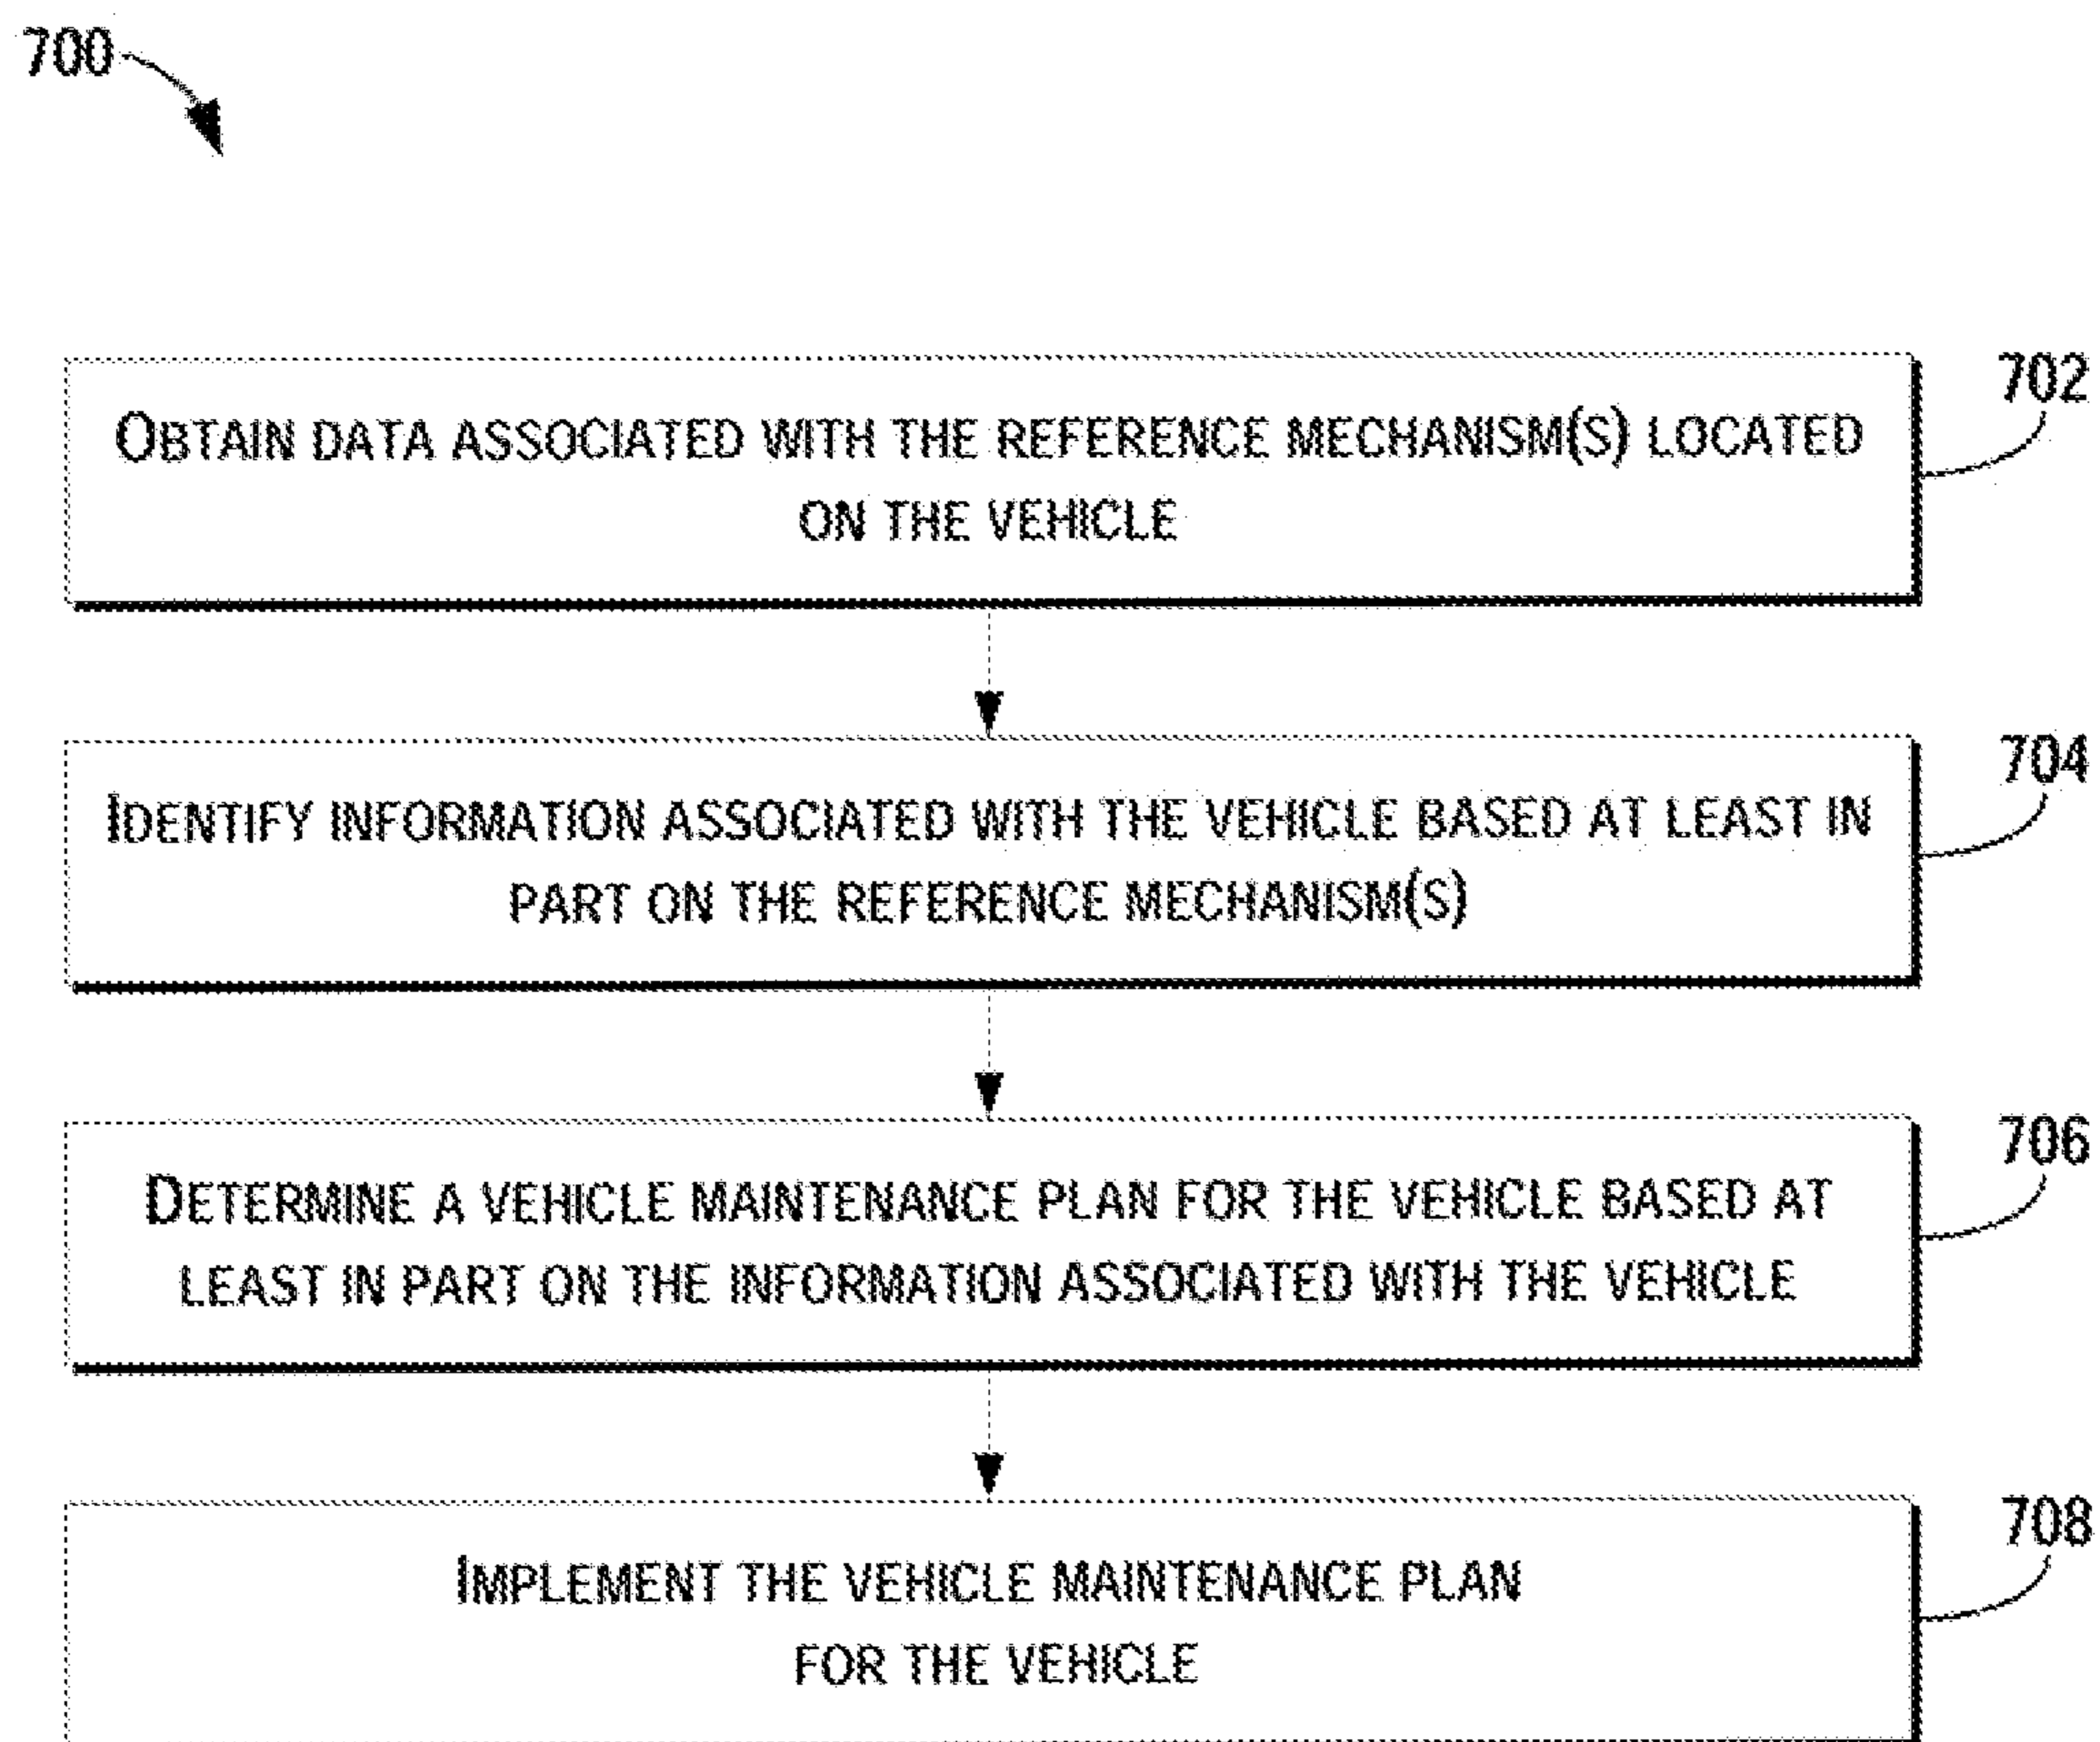 700
702
OBTAIN DATA ASSOCIATED WITH THE REFERENCE MECHANISM(S) LOCATED
ON THE VEHICLE
704
IDENTIFY INFORMATION ASSOCIATED WITH THE VEHICLE BASED AT LEAST IN
PART ON THE REFERENCE MECHANISM(S)
706
DETERMINE A VEHICLE MAINTENANCE PLAN FOR THE VEHICLE BASED AT
LEAST IN PART ON THE INFORMATION ASSOCIATED WITH THE VEHICLE
708
IMPLEMENT THE VEHICLE MAINTENANCE PLAN
FOR THE VEHICLE